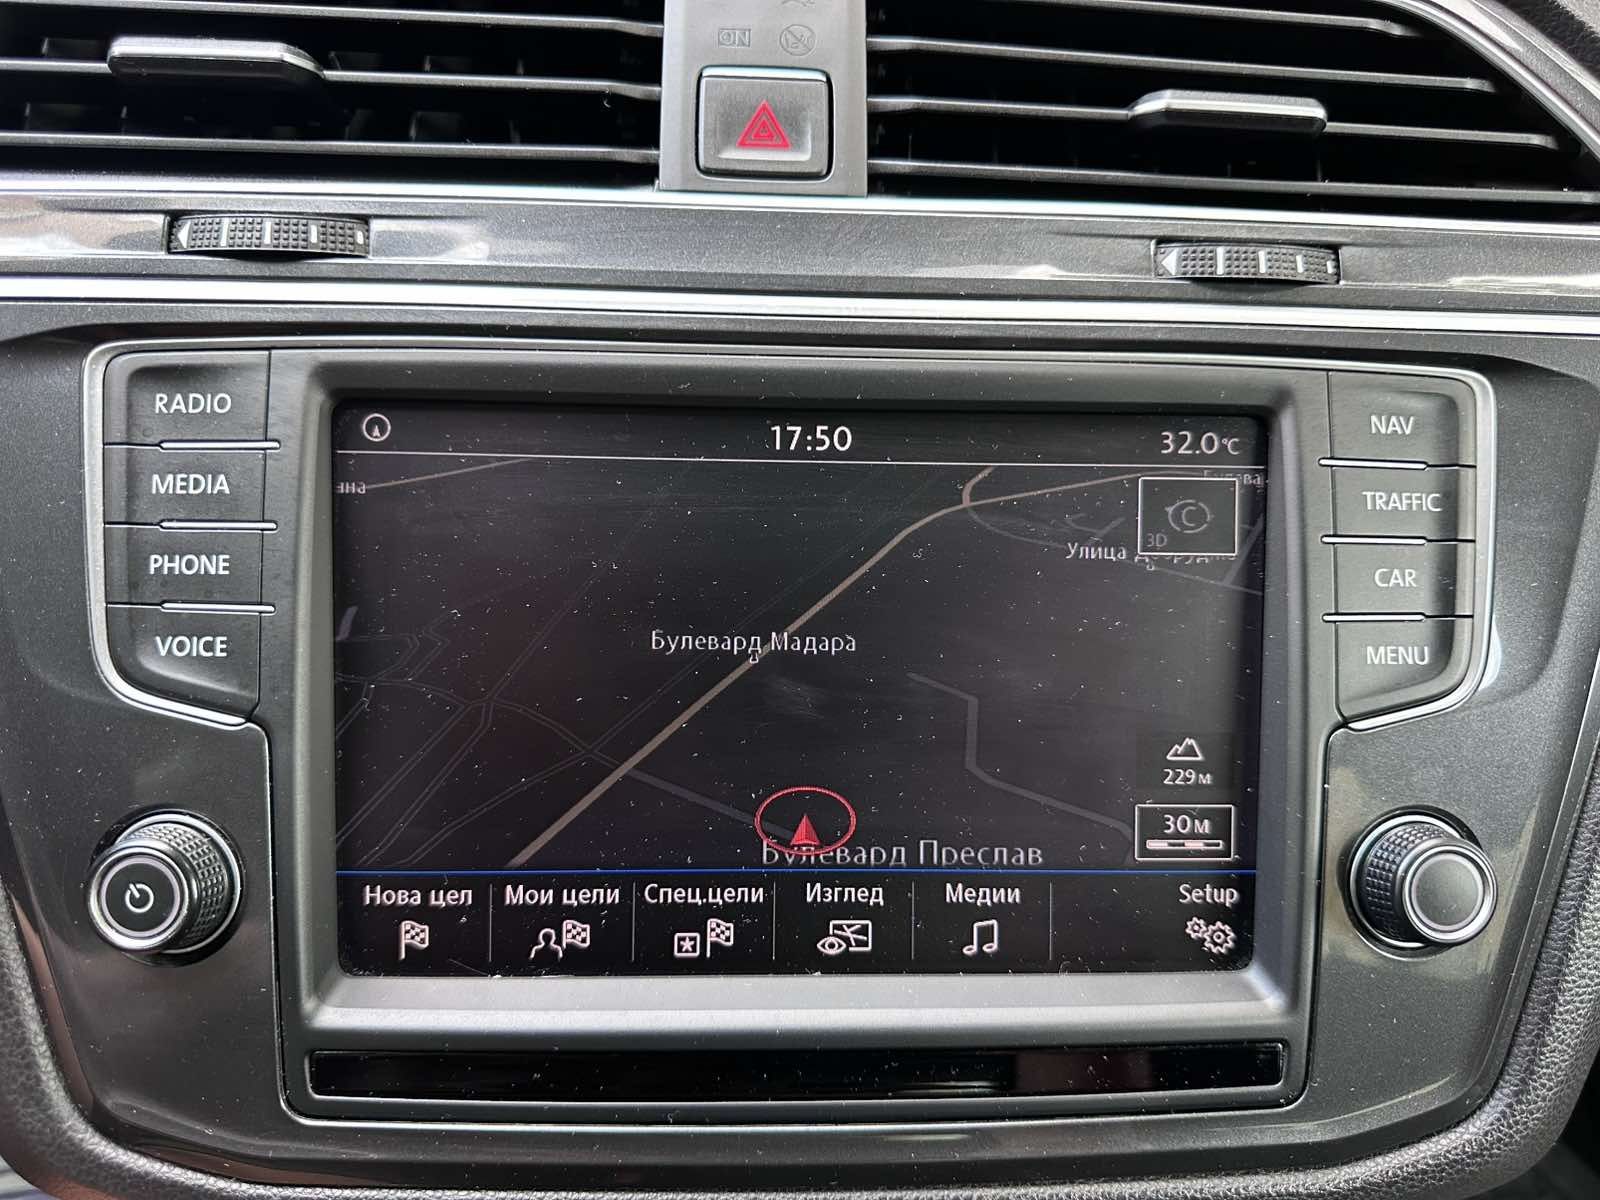 ON
RADIO
MEDIA
PHONE
VOICE
NAV
TRAFFIC
CAR
MENU
17:50
32.0°C
3D
Улица
Булевард Мадара
229м
30м
Булевард Преслав
Нова цел
Мои цели
Спец.цели
Изглед
Медии
Setup